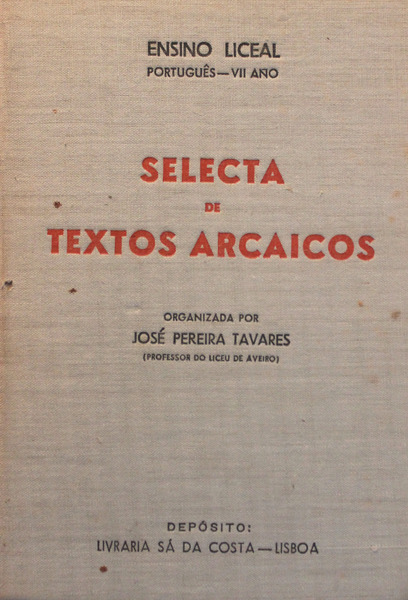 ENSINO LICEAL
PORTUGUÊS—VII AÑO
SELECTA
DE
TEXTOS ARCAICOS
ORGANIZADA POR
JOSÉ PEREIRA TAVARES
(PROFESSOR DO LICEU DE AVEIRO)
DEPÓSITO:
LIVRARIA SÁ DA COSTA—LISBOA